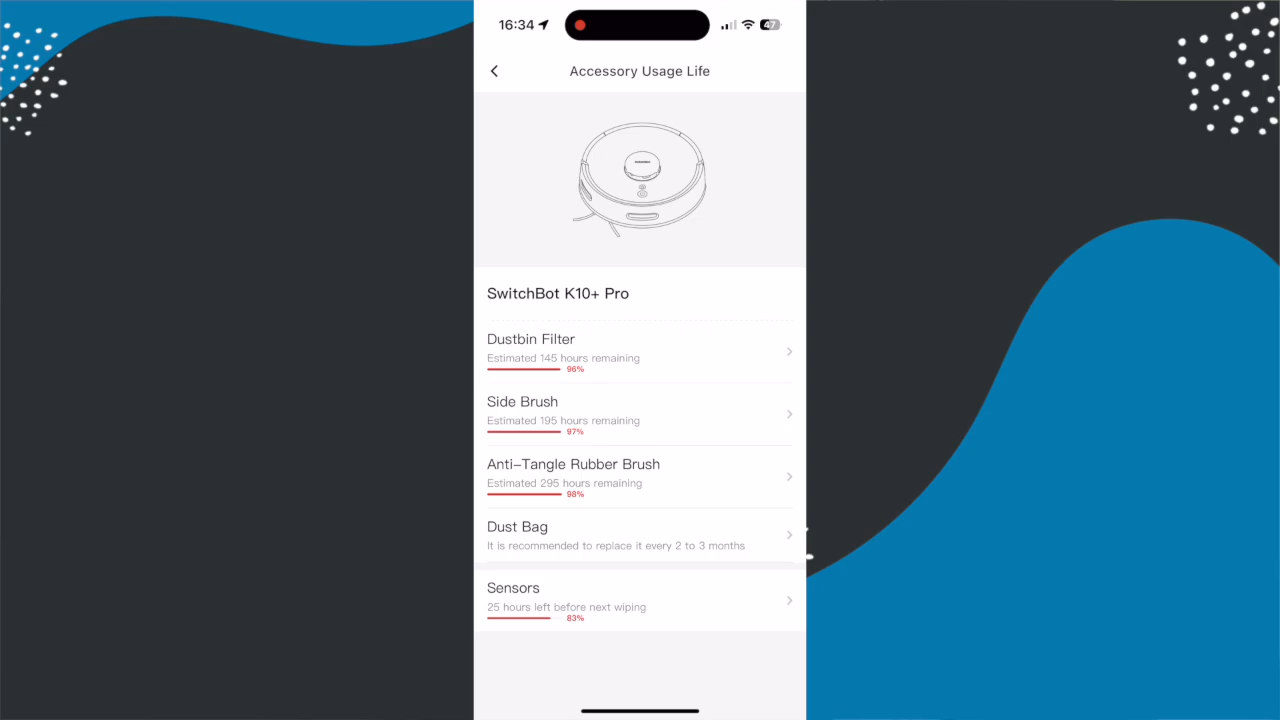 16:34
47
Accessory Usage Life
SwitchBot K10+ Pro
Dustbin Filter
Estimated 145 hours remaining
96%
Side Brush
Estimated 195 hours remaining
97%
Anti-Tangle Rubber Brush
Estimated 295 hours remaining
98%
Dust Bag
It is recommended to replace it every 2 to 3 months
Sensors
25 hours left before next wiping
83%